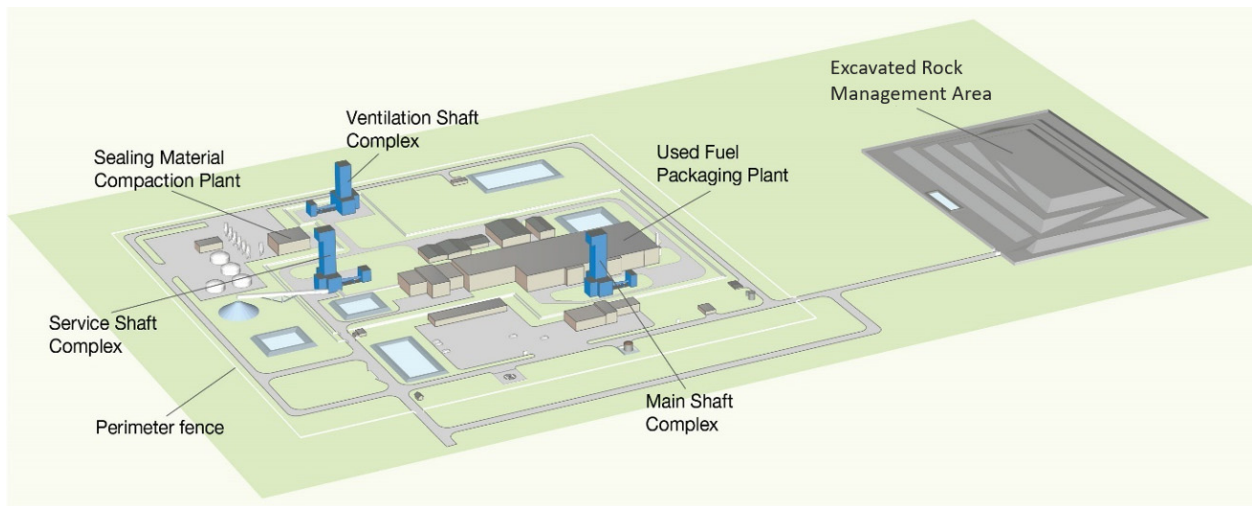 Excavated Rock
Management Area
Ventilation Shaft
Complex
Sealing Material
Compaction Plant
Used Fuel
Packaging Plant
Service Shaft
Complex
Main Shaft
Complex
Perimeter fence